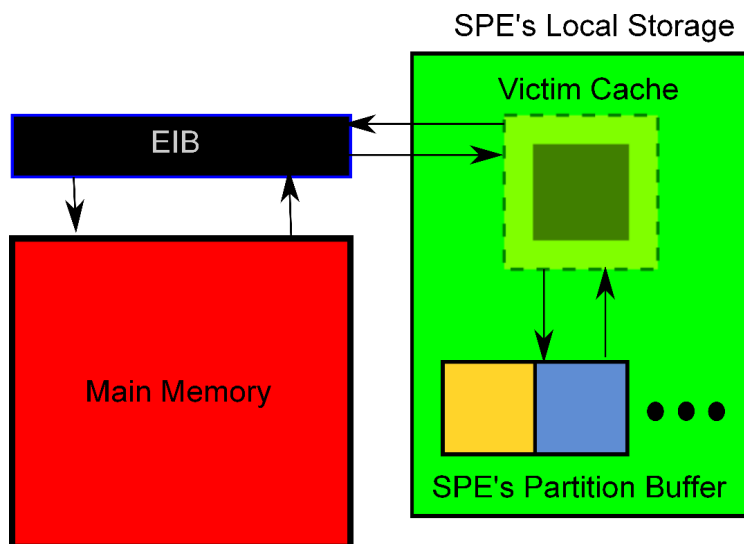 SPE's Local Storage
Victim Cache
EIB
Main Memory
SPE's Partition Buffer